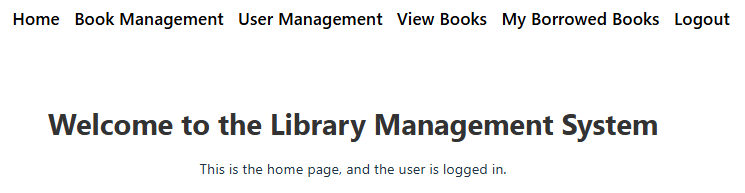 Home Book Management User Management View Books My Borrowed Books Logout
Welcome to the Library Management System
This is the home page, and the user is logged in.